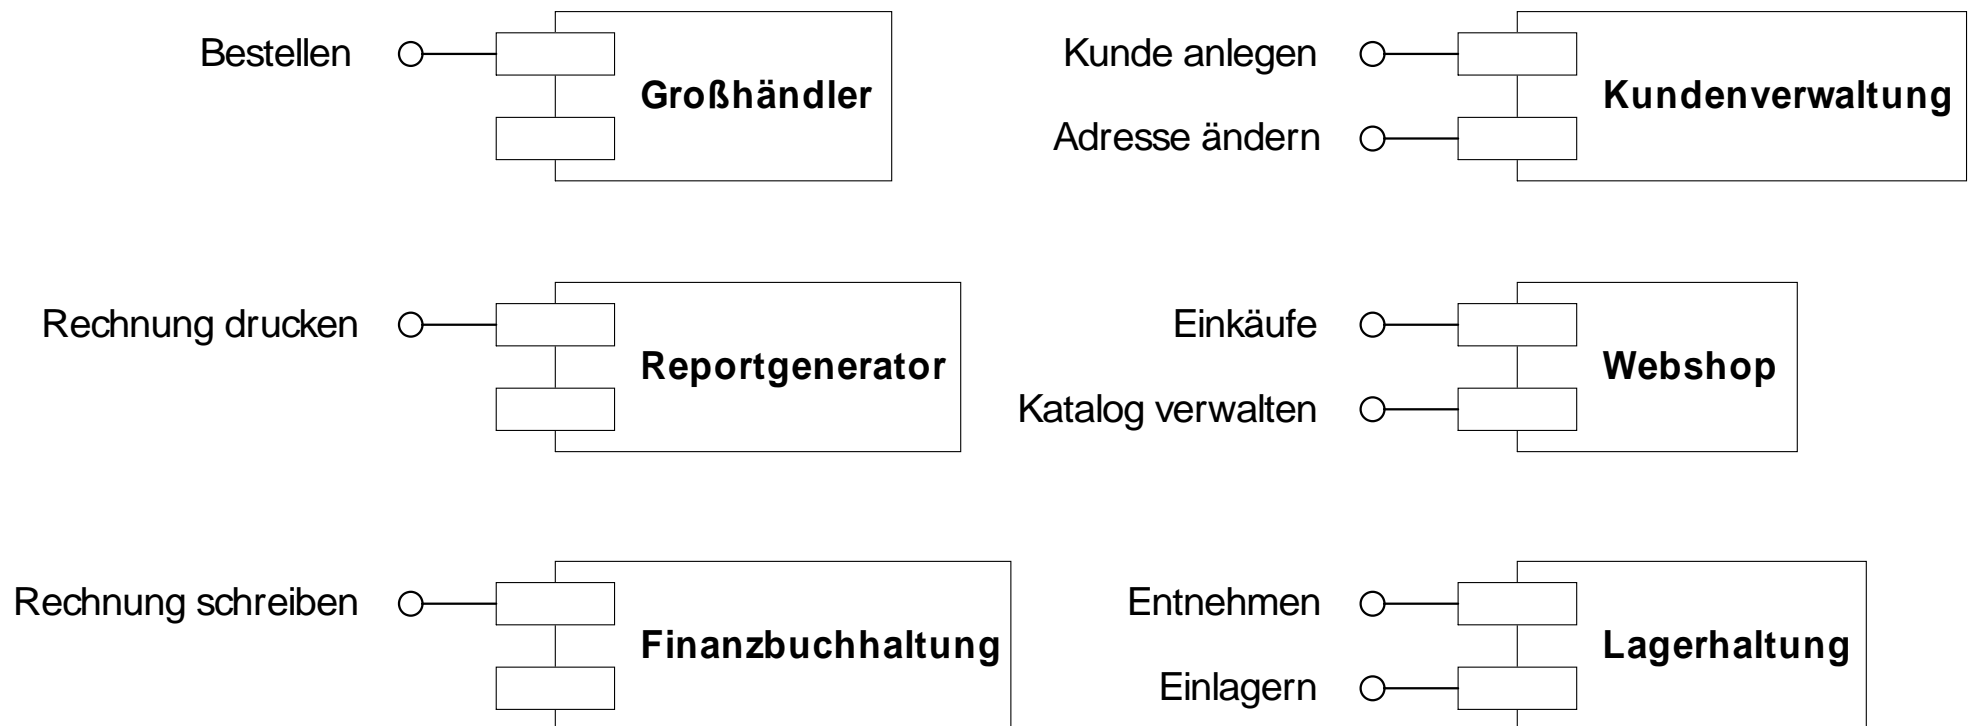 Bestellen
Großhändler
Kunde anlegen
Adresse ändern
Kundenverwaltung
Rechnung drucken
Reportgenerator
Einkäufe
Katalog verwalten
Webshop
Rechnung schreiben
Finanzbuchhaltung
Entnehmen
Einlagern
Lagerhaltung